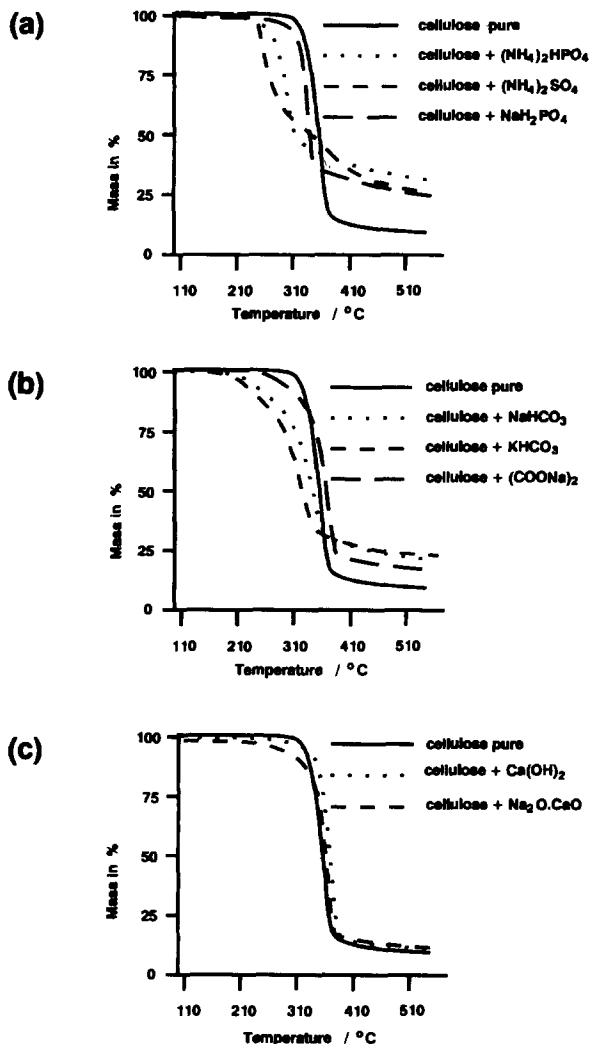 (a)
100
75
50
25
0
Mass in %
110 210 310 410 510
Temperature / °C
cellulose pure
cellulose + (NH4)2HPO4
cellulose + (NH4)2SO4
cellulose + NaH2PO4
(b)
100
75
50
25
0
Mass in %
110 210 310 410 510
Temperature / °C
cellulose pure
cellulose + NaHCO3
cellulose + KHCO3
cellulose + (COONa)2
(c)
100
75
50
25
0
Mass in %
110 210 310 410 510
Temperature / °C
cellulose pure
cellulose + Ca(OH)2
cellulose + Na2O.CaO